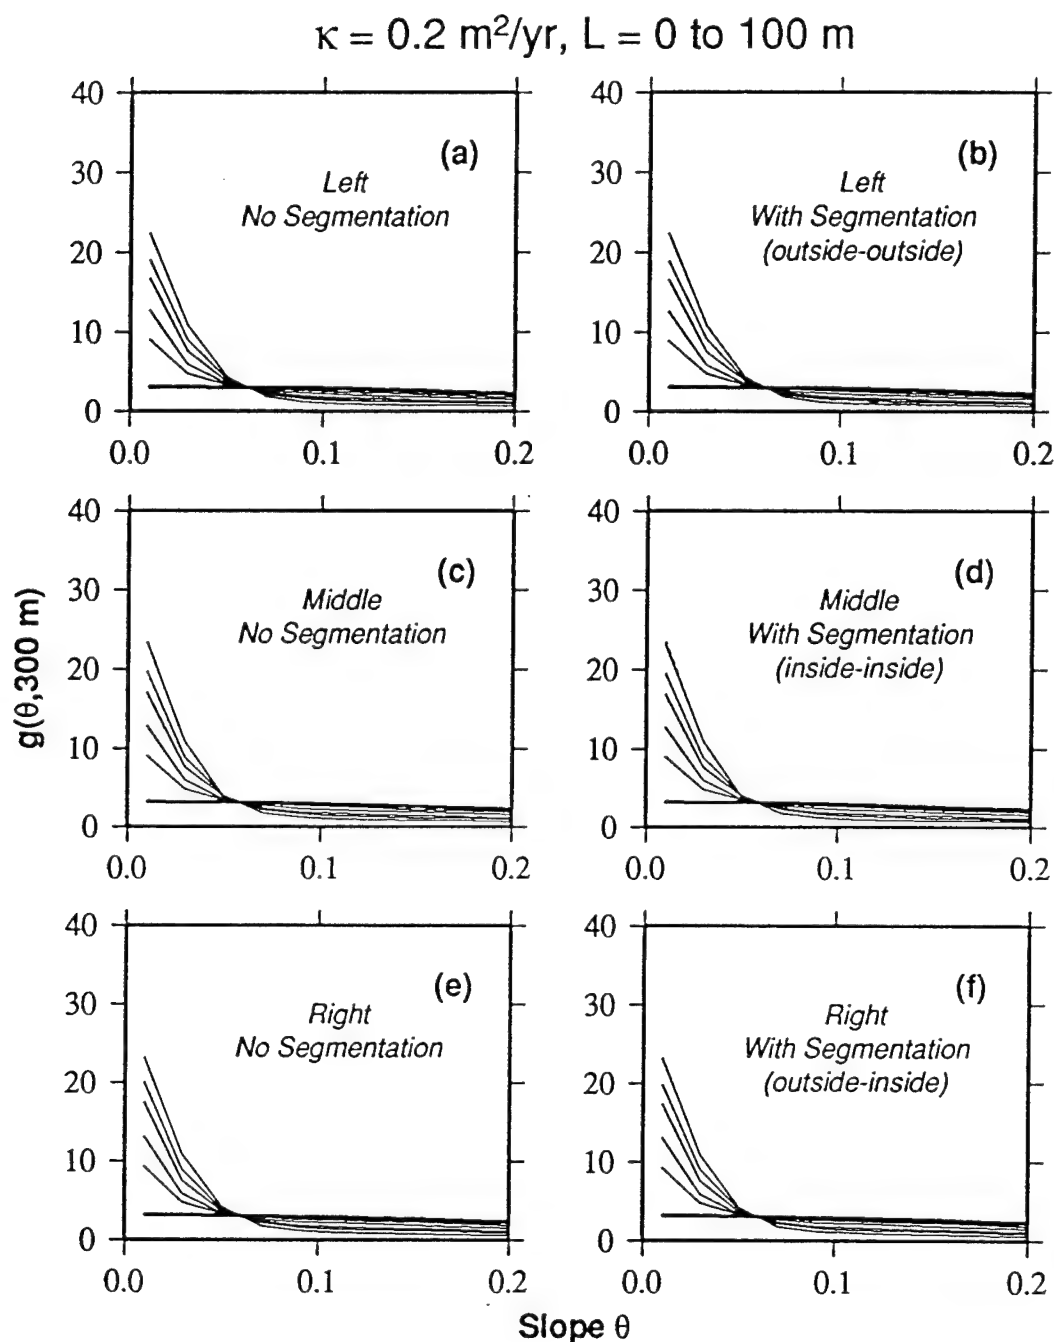 κ = 0.2 m²/yr, L = 0 to 100 m
40
30
20
10
0
0.0
0.1
0.2
(a)
Left
No Segmentation
40
30
20
10
0
0.0
0.1
0.2
(b)
Left
With Segmentation
(outside-outside)
40
30
20
10
0
0.0
0.1
0.2
(c)
Middle
No Segmentation
40
30
20
10
0
0.0
0.1
0.2
(d)
Middle
With Segmentation
(inside-inside)
40
30
20
10
0
0.0
0.1
0.2
(e)
Right
No Segmentation
40
30
20
10
0
0.0
0.1
0.2
(f)
Right
With Segmentation
(outside-inside)
g(θ,300 m)
Slope θ